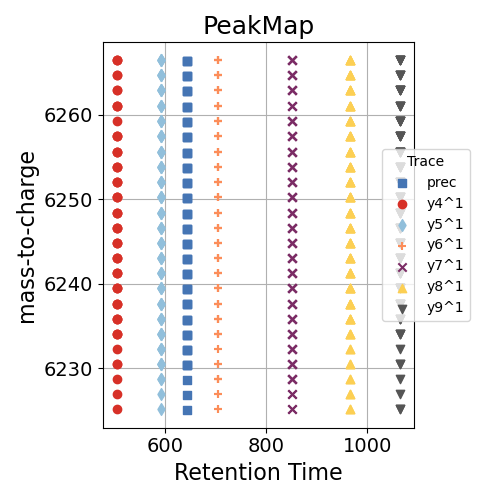 PeakMap
mass-to-charge
6260
6250
6240
6230
Trace
prec
y4^1
y5^1
y6^1
y7^1
y8^1
y9^1
600
800
1000
Retention Time